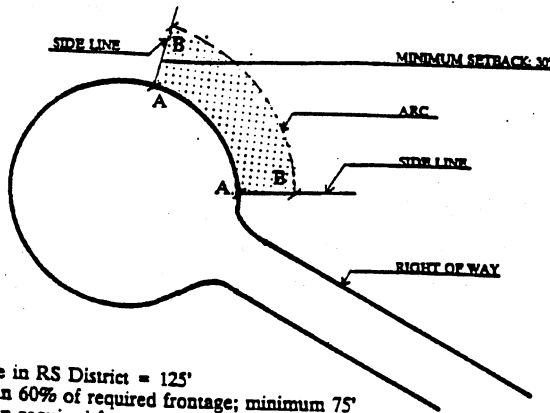 SIDE LINE
B
MINIMUM SETBACK: 30'
A
ARC
SIDE LINE
A
B
RIGHT OF WAY
in RS District = 125'
60% of required frontage; minimum 75'
required